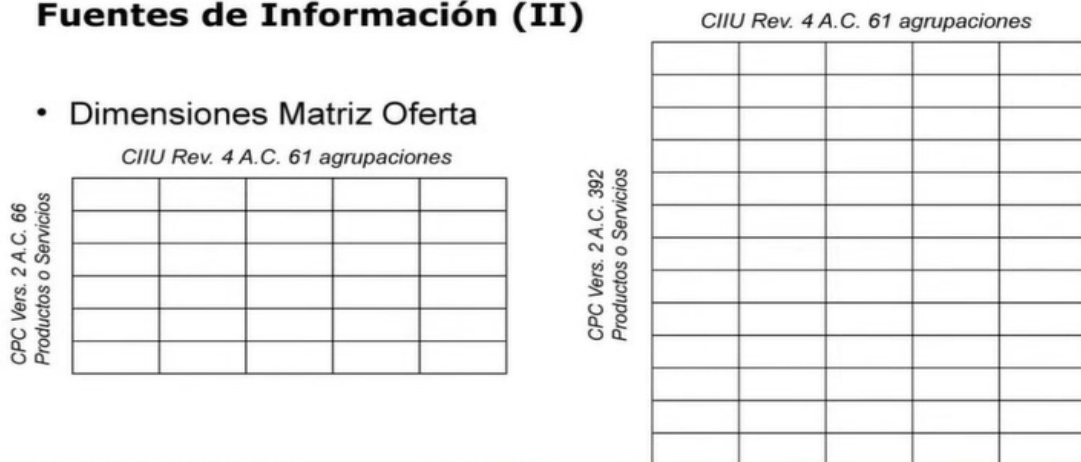 Fuentes de Información (II)
• Dimensiones Matriz Oferta
CIIU Rev. 4 A.C. 61 agrupaciones
CPC Vers. 2 A.C. 66
Productos o Servicios
CIIU Rev. 4 A.C. 61 agrupaciones
CPC Vers. 2 A.C. 392
Productos o Servicios